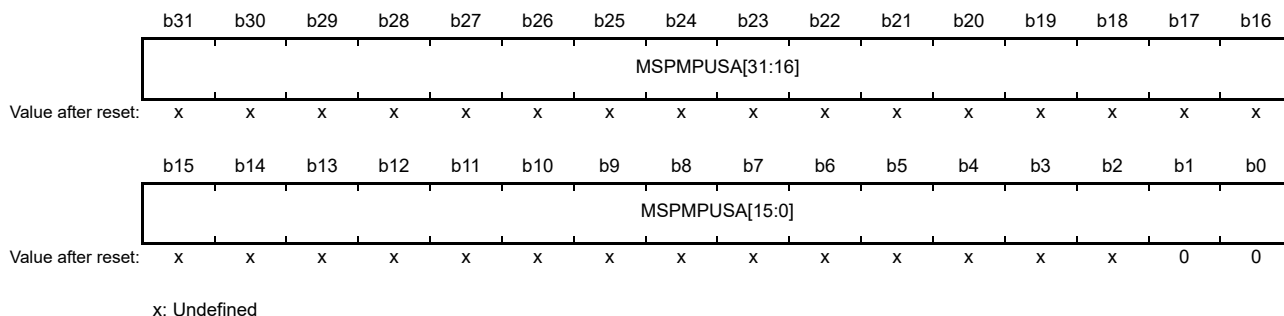 b31 b30 b29 b28 b27 b26 b25 b24 b23 b22 b21 b20 b19 b18 b17 b16
MSPMPUSA[31:16]
Value after reset: x x x x x x x x x x x x x x x x
b15 b14 b13 b12 b11 b10 b9 b8 b7 b6 b5 b4 b3 b2 b1 b0
MSPMPUSA[15:0]
Value after reset: x x x x x x x x x x x x x x 0 0
x: Undefined